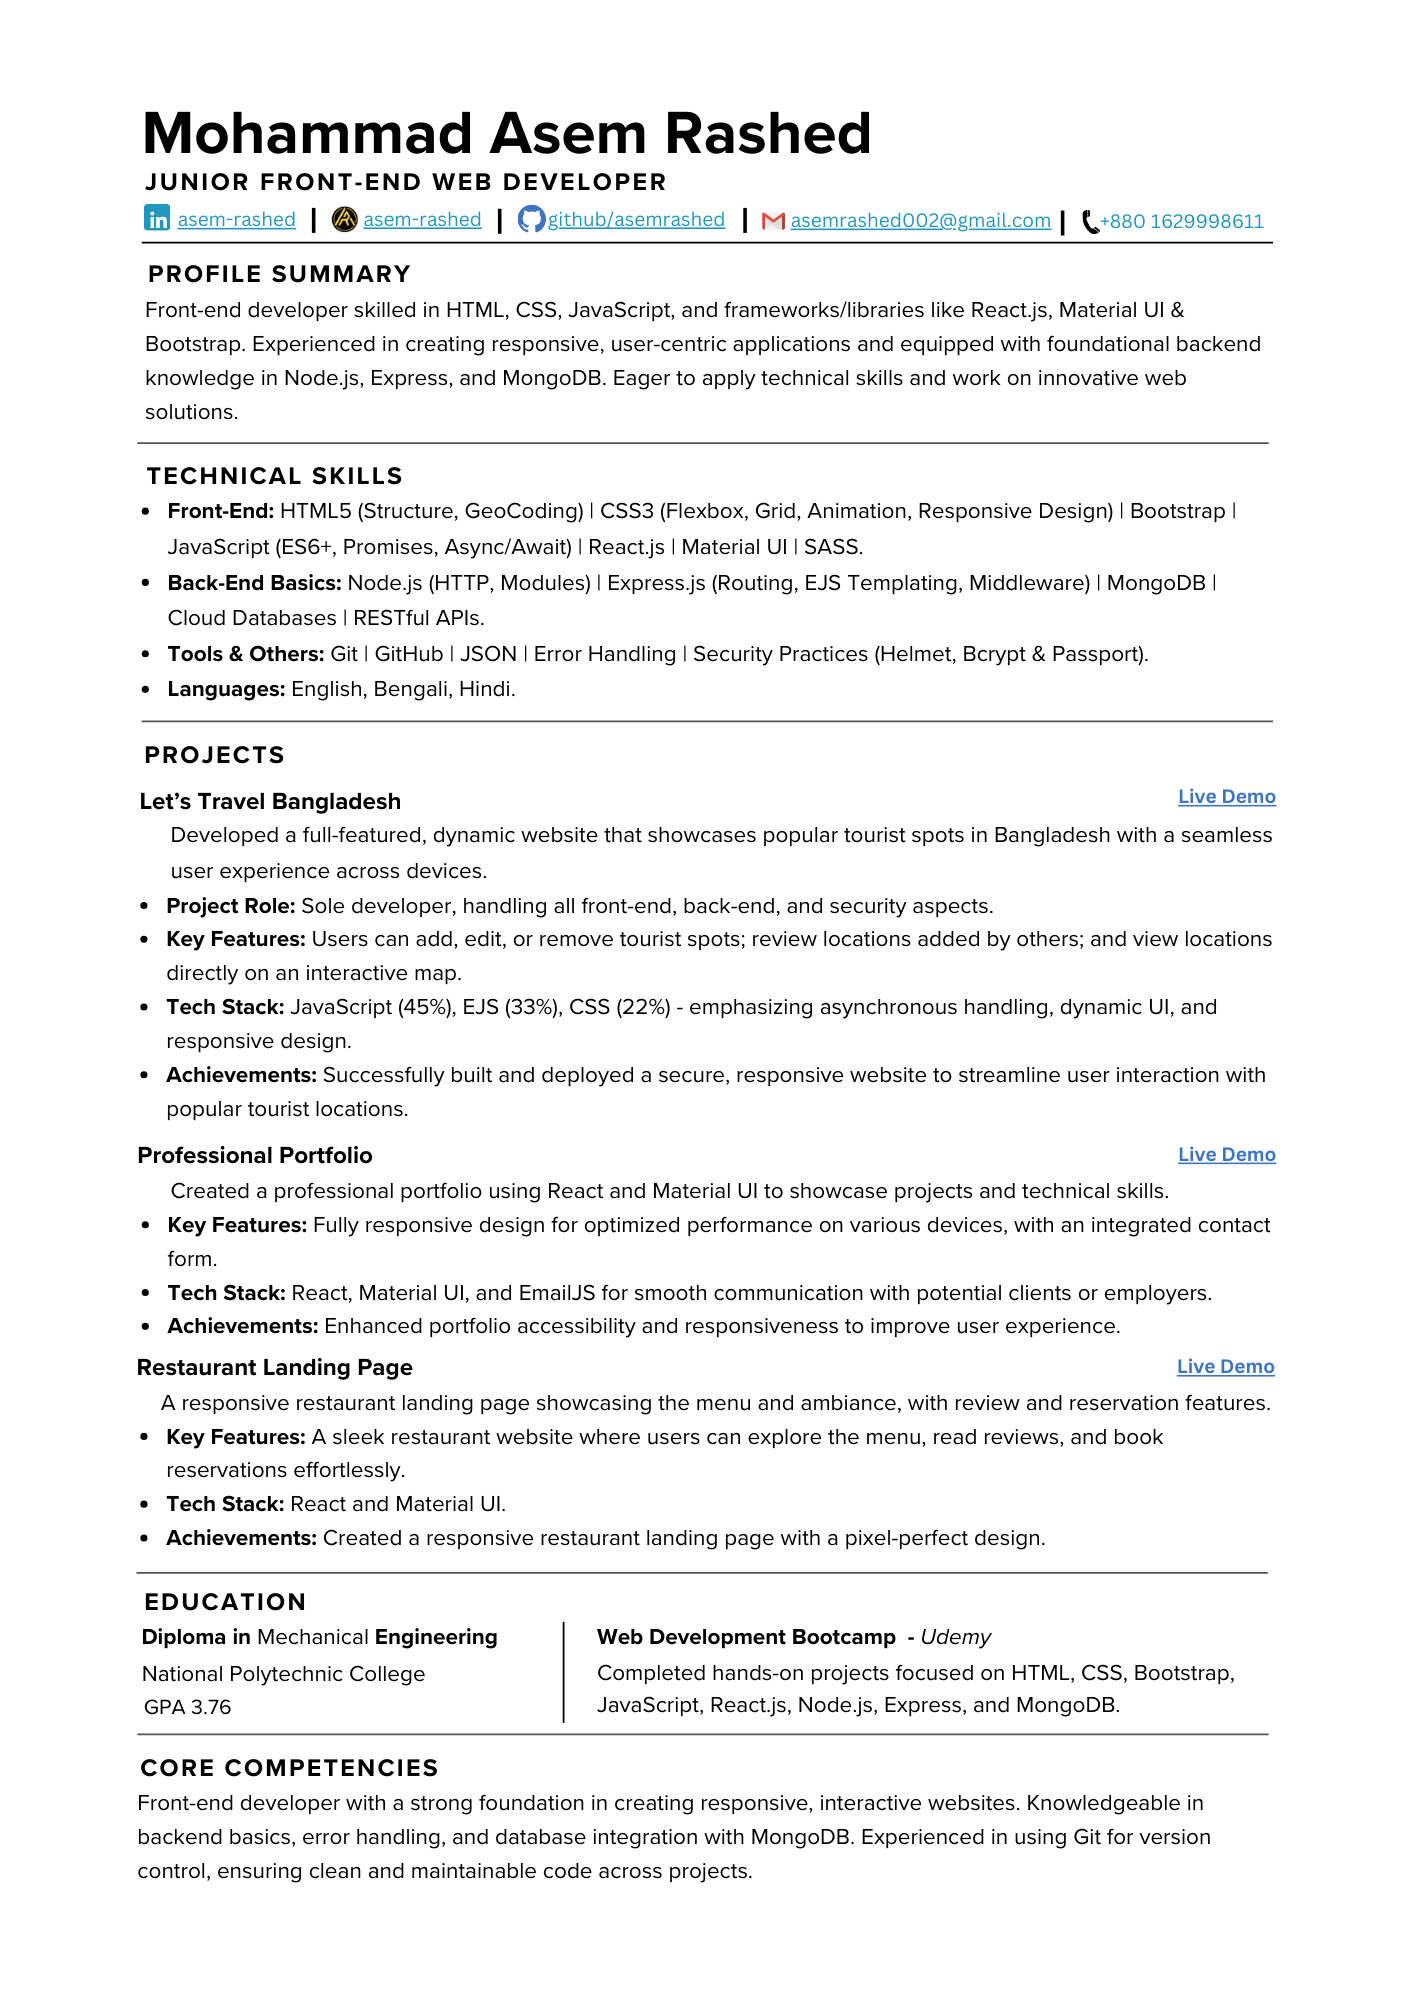 Mohammad Asem Rashed
JUNIOR FRONT-END WEB DEVELOPER
in asem-rashed | asem-rashed | github/asemrashed | asemrashed002@gmail.com | +880 1629998611
PROFILE SUMMARY
Front-end developer skilled in HTML, CSS, JavaScript, and frameworks/libraries like React.js, Material UI &
Bootstrap. Experienced in creating responsive, user-centric applications and equipped with foundational backend
knowledge in Node.js, Express, and MongoDB. Eager to apply technical skills and work on innovative web
solutions.
TECHNICAL SKILLS
• Front-End: HTML5 (Structure, GeoCoding) | CSS3 (Flexbox, Grid, Animation, Responsive Design) | Bootstrap |
JavaScript (ES6+, Promises, Async/Await) | React.js | Material UI | SASS.
• Back-End Basics: Node.js (HTTP, Modules) | Express.js (Routing, EJS Templating, Middleware) | MongoDB |
Cloud Databases | RESTful APIs.
• Tools & Others: Git | GitHub | JSON | Error Handling | Security Practices (Helmet, Bcrypt & Passport).
• Languages: English, Bengali, Hindi.
PROJECTS
Let’s Travel Bangladesh Live Demo
Developed a full-featured, dynamic website that showcases popular tourist spots in Bangladesh with a seamless
user experience across devices.
• Project Role: Sole developer, handling all front-end, back-end, and security aspects.
• Key Features: Users can add, edit, or remove tourist spots; review locations added by others; and view locations
directly on an interactive map.
• Tech Stack: JavaScript (45%), EJS (33%), CSS (22%) - emphasizing asynchronous handling, dynamic UI, and
responsive design.
• Achievements: Successfully built and deployed a secure, responsive website to streamline user interaction with
popular tourist locations.
Professional Portfolio Live Demo
Created a professional portfolio using React and Material UI to showcase projects and technical skills.
• Key Features: Fully responsive design for optimized performance on various devices, with an integrated contact
form.
• Tech Stack: React, Material UI, and EmailJS for smooth communication with potential clients or employers.
• Achievements: Enhanced portfolio accessibility and responsiveness to improve user experience.
Restaurant Landing Page Live Demo
A responsive restaurant landing page showcasing the menu and ambiance, with review and reservation features.
• Key Features: A sleek restaurant website where users can explore the menu, read reviews, and book
reservations effortlessly.
• Tech Stack: React and Material UI.
• Achievements: Created a responsive restaurant landing page with a pixel-perfect design.
EDUCATION
Diploma in Mechanical Engineering
National Polytechnic College
GPA 3.76
Web Development Bootcamp - Udemy
Completed hands-on projects focused on HTML, CSS, Bootstrap,
JavaScript, React.js, Node.js, Express, and MongoDB.
CORE COMPETENCIES
Front-end developer with a strong foundation in creating responsive, interactive websites. Knowledgeable in
backend basics, error handling, and database integration with MongoDB. Experienced in using Git for version
control, ensuring clean and maintainable code across projects.